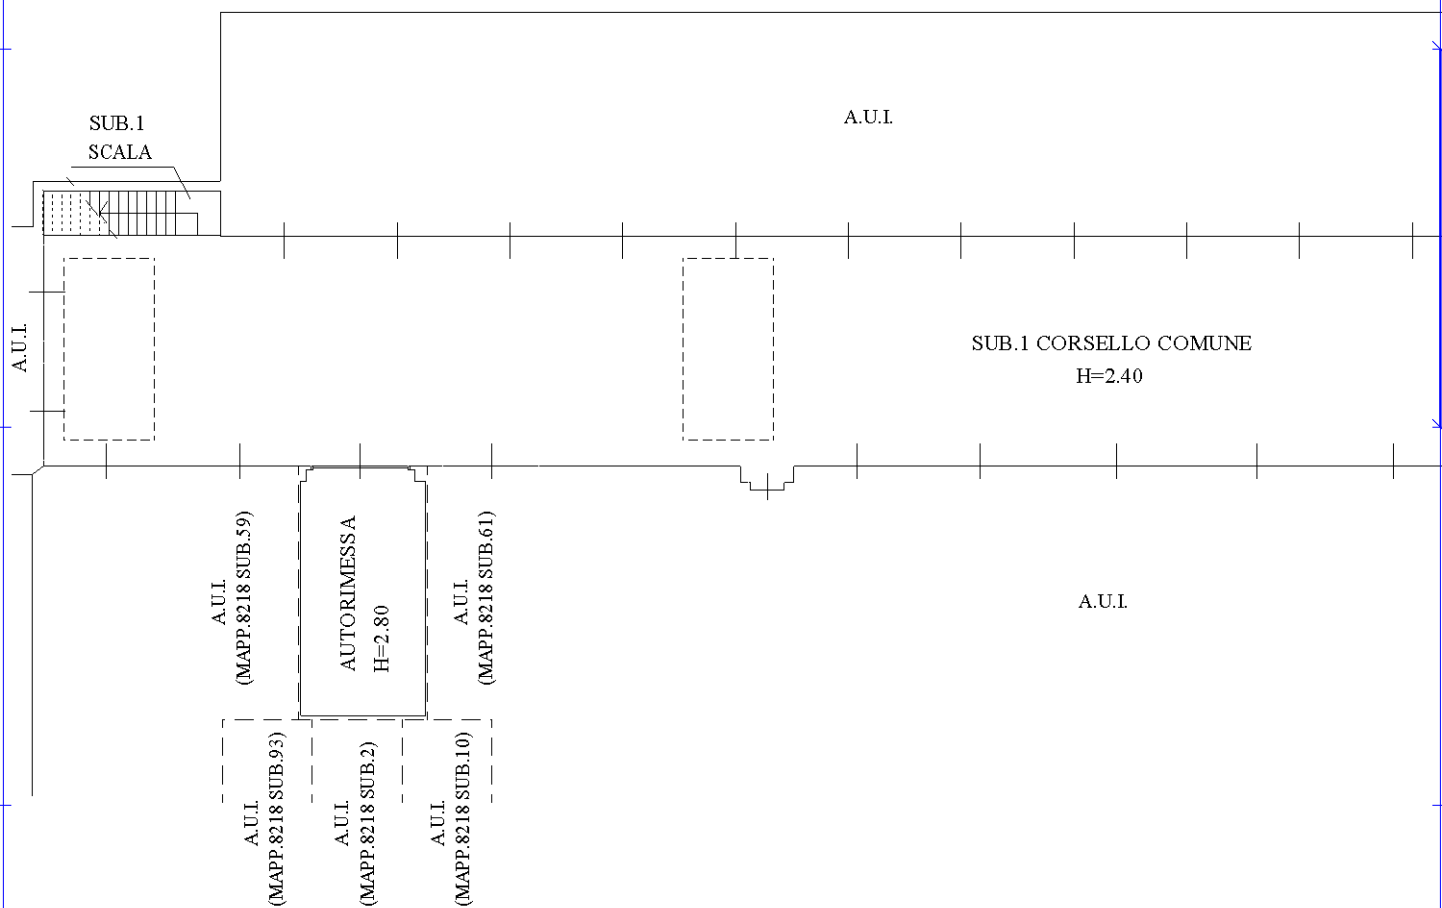 A.U.I.
SUB.1
SCALA
A.U.I.
SUB.1 CORSELLO COMUNE
H=2.40
A.U.I.
(MAPP.8218 SUB.59)
AUTORIMESSA
H=2.80
A.U.I.
(MAPP.8218 SUB.61)
A.U.I.
A.U.I.
(MAPP.8218 SUB.93)
A.U.I.
(MAPP.8218 SUB.2)
A.U.I.
(MAPP.8218 SUB.10)